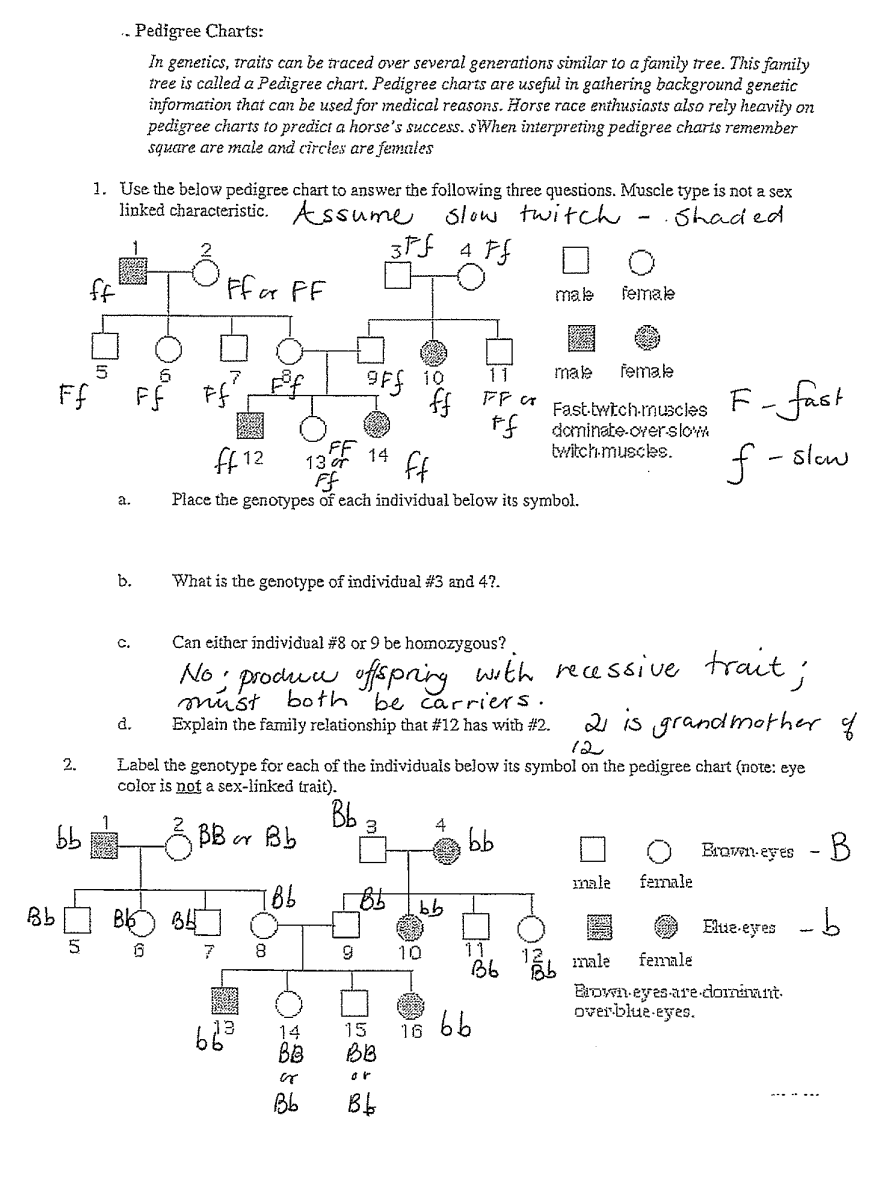 Pedigree Charts:
In genetics, traits can be traced over several generations similar to a family tree. This family
tree is called a Pedigree chart. Pedigree charts are useful in gathering background genetic
information that can be used for medical reasons. Horse race enthusiasts also rely heavily on
pedigree charts to predict a horse's success. sWhen interpreting pedigree charts remember
square are male and circles are females
1. Use the below pedigree chart to answer the following three questions. Muscle type is not a sex
linked characteristic. Assume slow twitch - shaded
1 2 3 Ff 4 Ff
ff Ff or FF
male female
5 6 7 8 9 Ff 10 11
male female
Ff Ff Ff Ff ff FF or
Ff
Fast-twitch-muscles F - fast
dominate-over-slow
twitch-muscles. f - slow
ff 12 13 FF or Ff 14 ff
a. Place the genotypes of each individual below its symbol.
b. What is the genotype of individual #3 and 4?.
c. Can either individual #8 or 9 be homozygous?
No; produce offspring with recessive trait;
must both be carriers.
d. Explain the family relationship that #12 has with #2. 2 is grandmother of
12
2. Label the genotype for each of the individuals below its symbol on the pedigree chart (note: eye
color is not a sex-linked trait).
bb 1 2 BB or Bb Bb 3 4 bb
Brown-eyes - B
male female
Bb Bb Bb Bb Bb bb
Blue-eyes - b
5 6 7 8 9 10 11 12
Bb Bb
male female
Brown-eyes-are-dominant-
over-blue-eyes.
bb 13 14 15 16 bb
BB BB
or or
Bb Bb